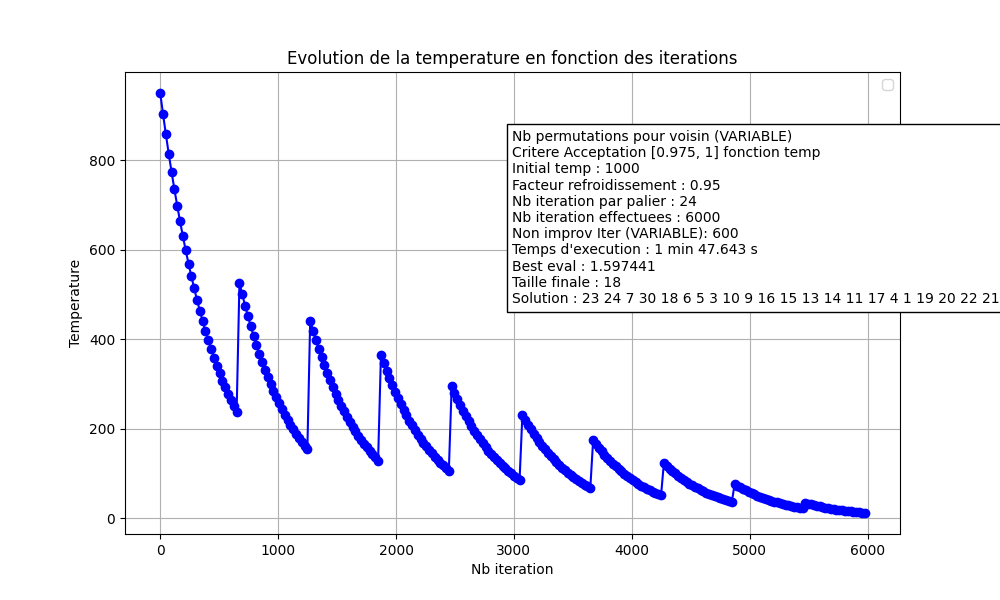 Evolution de la temperature en fonction des iterations
Nb permutations pour voisin (VARIABLE)
Critere Acceptation [0.975, 1] fonction temp
Initial temp : 1000
Facteur refroidissement : 0.95
Nb iteration par palier : 24
Nb iteration effectuees : 6000
Non improv Iter (VARIABLE): 600
Temps d'execution : 1 min 47.643 s
Best eval : 1.597441
Taille finale : 18
Solution : 23 24 7 30 18 6 5 3 10 9 16 15 13 14 11 17 4 1 19 20 22 21
Temperature
800
600
400
200
0
0 1000 2000 3000 4000 5000 6000
Nb iteration